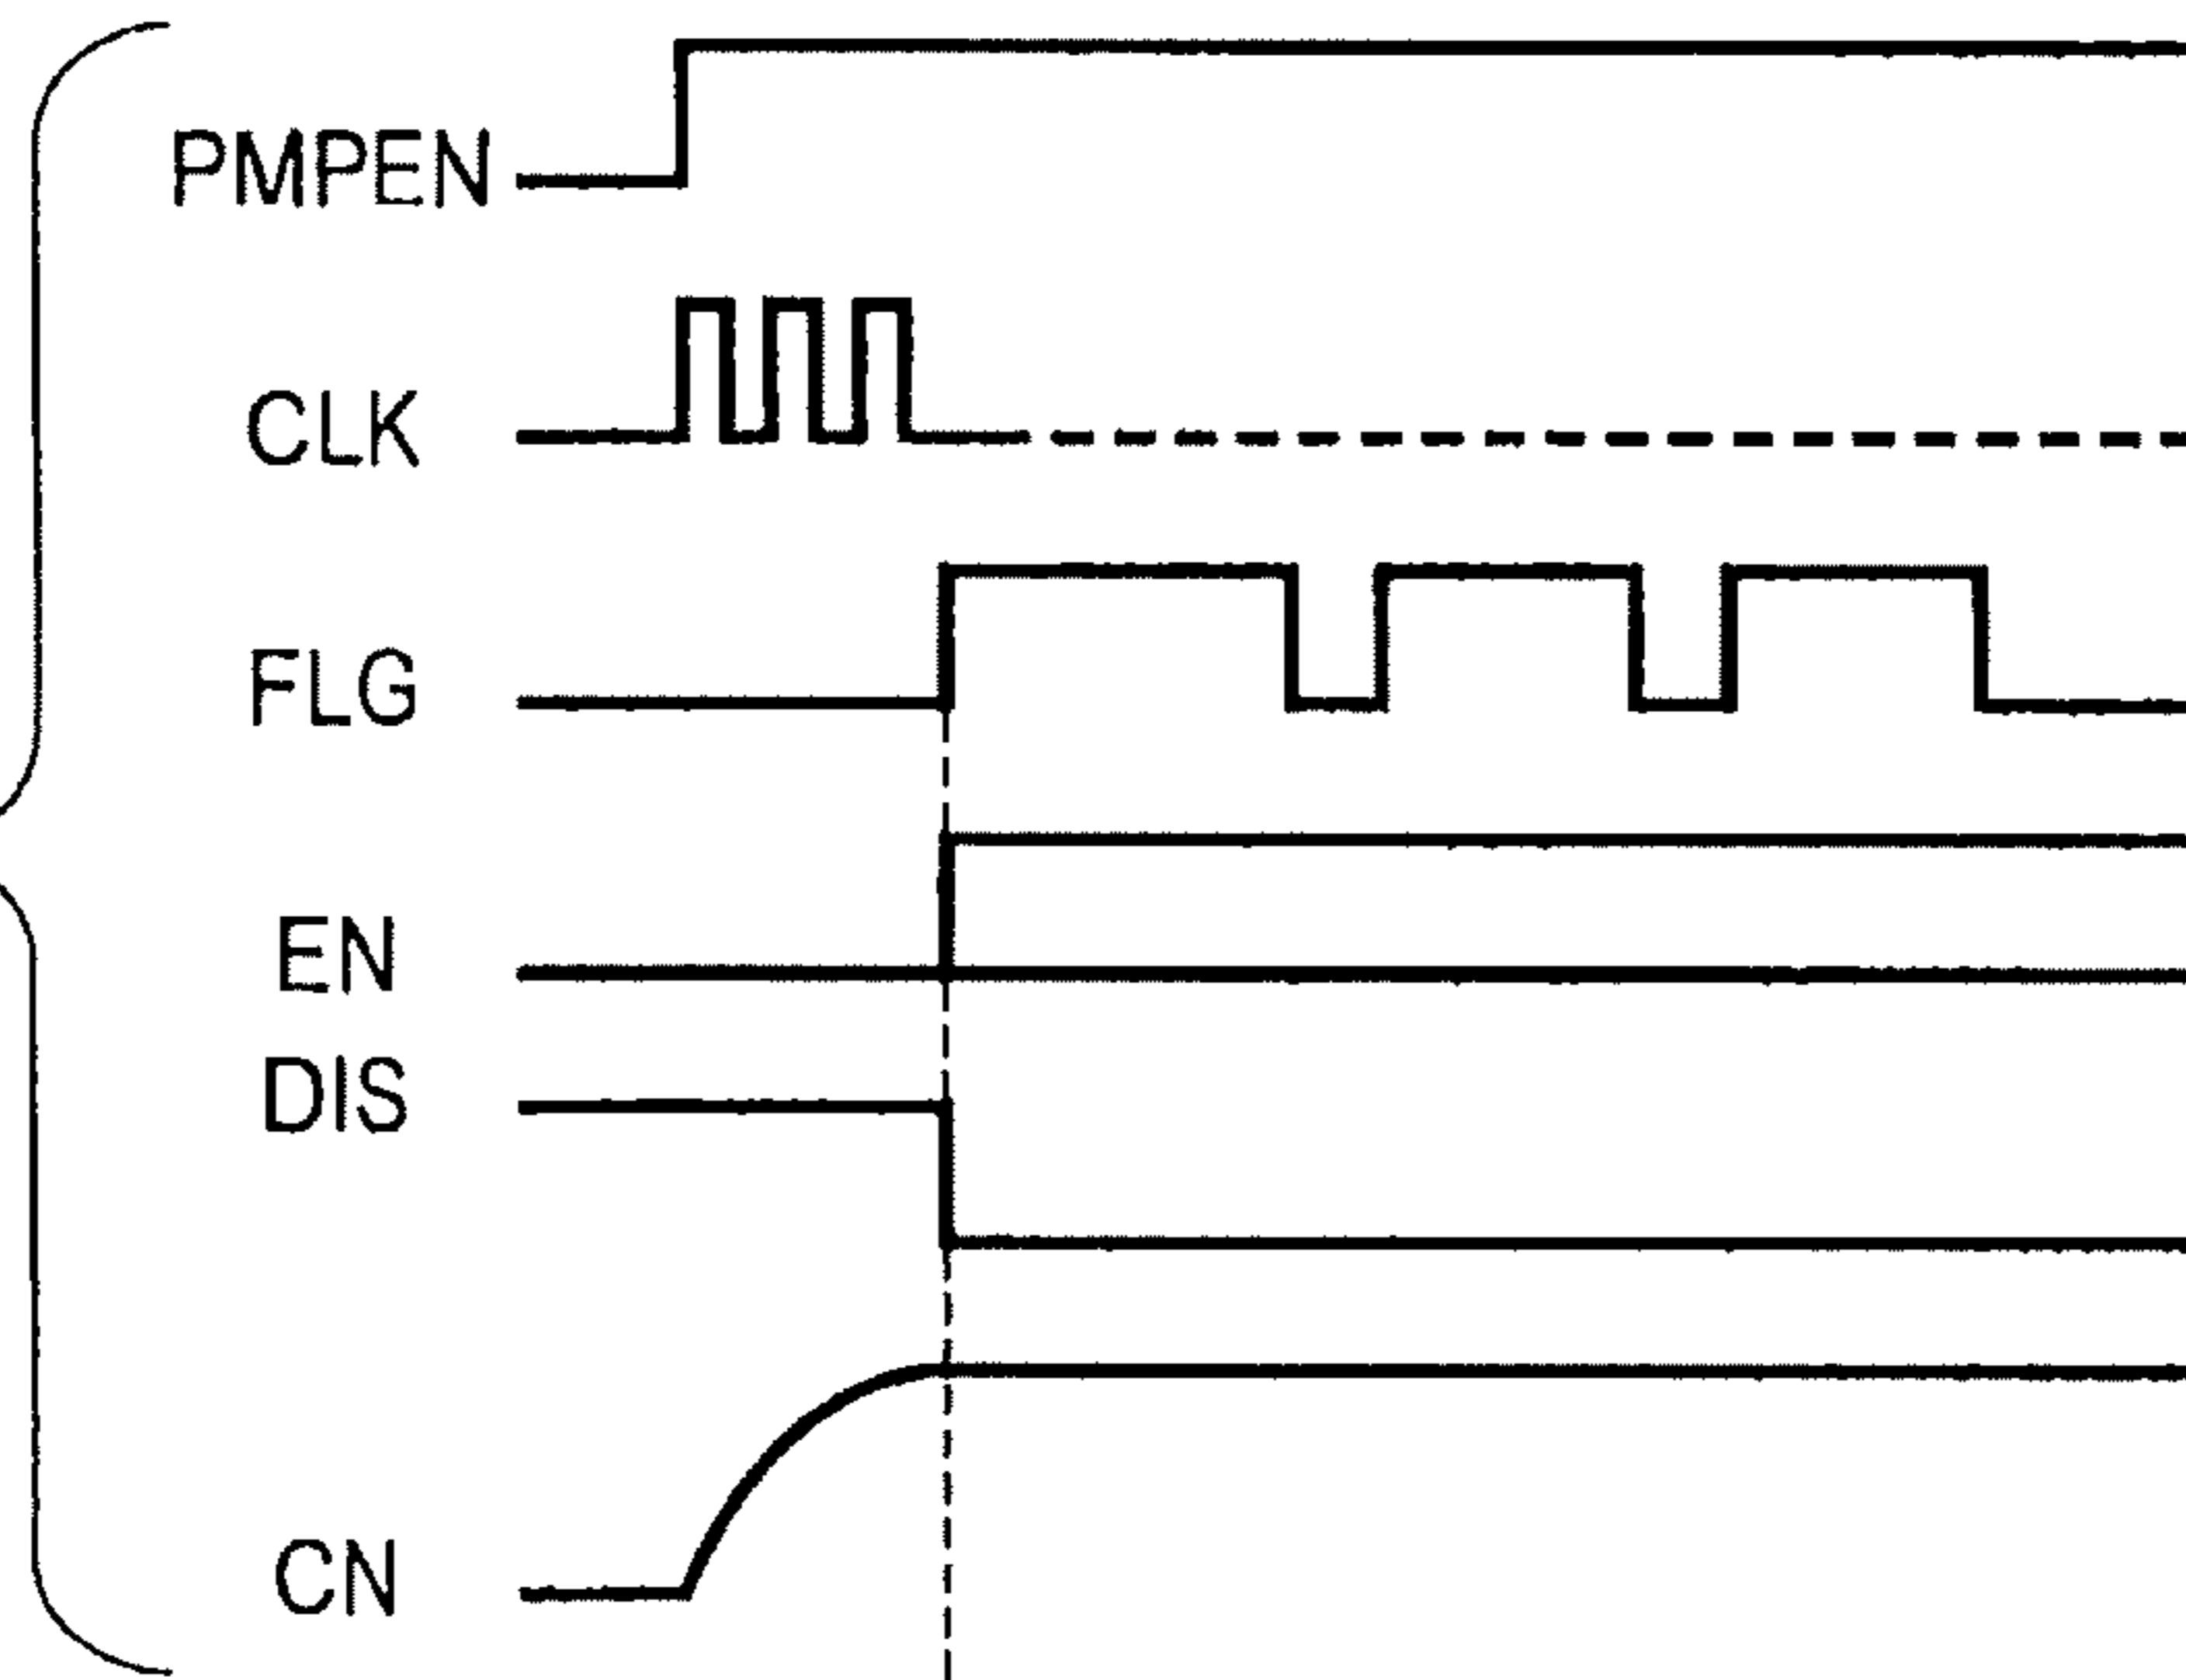 PMPEN
CLK
FLG
EN
DIS
CN